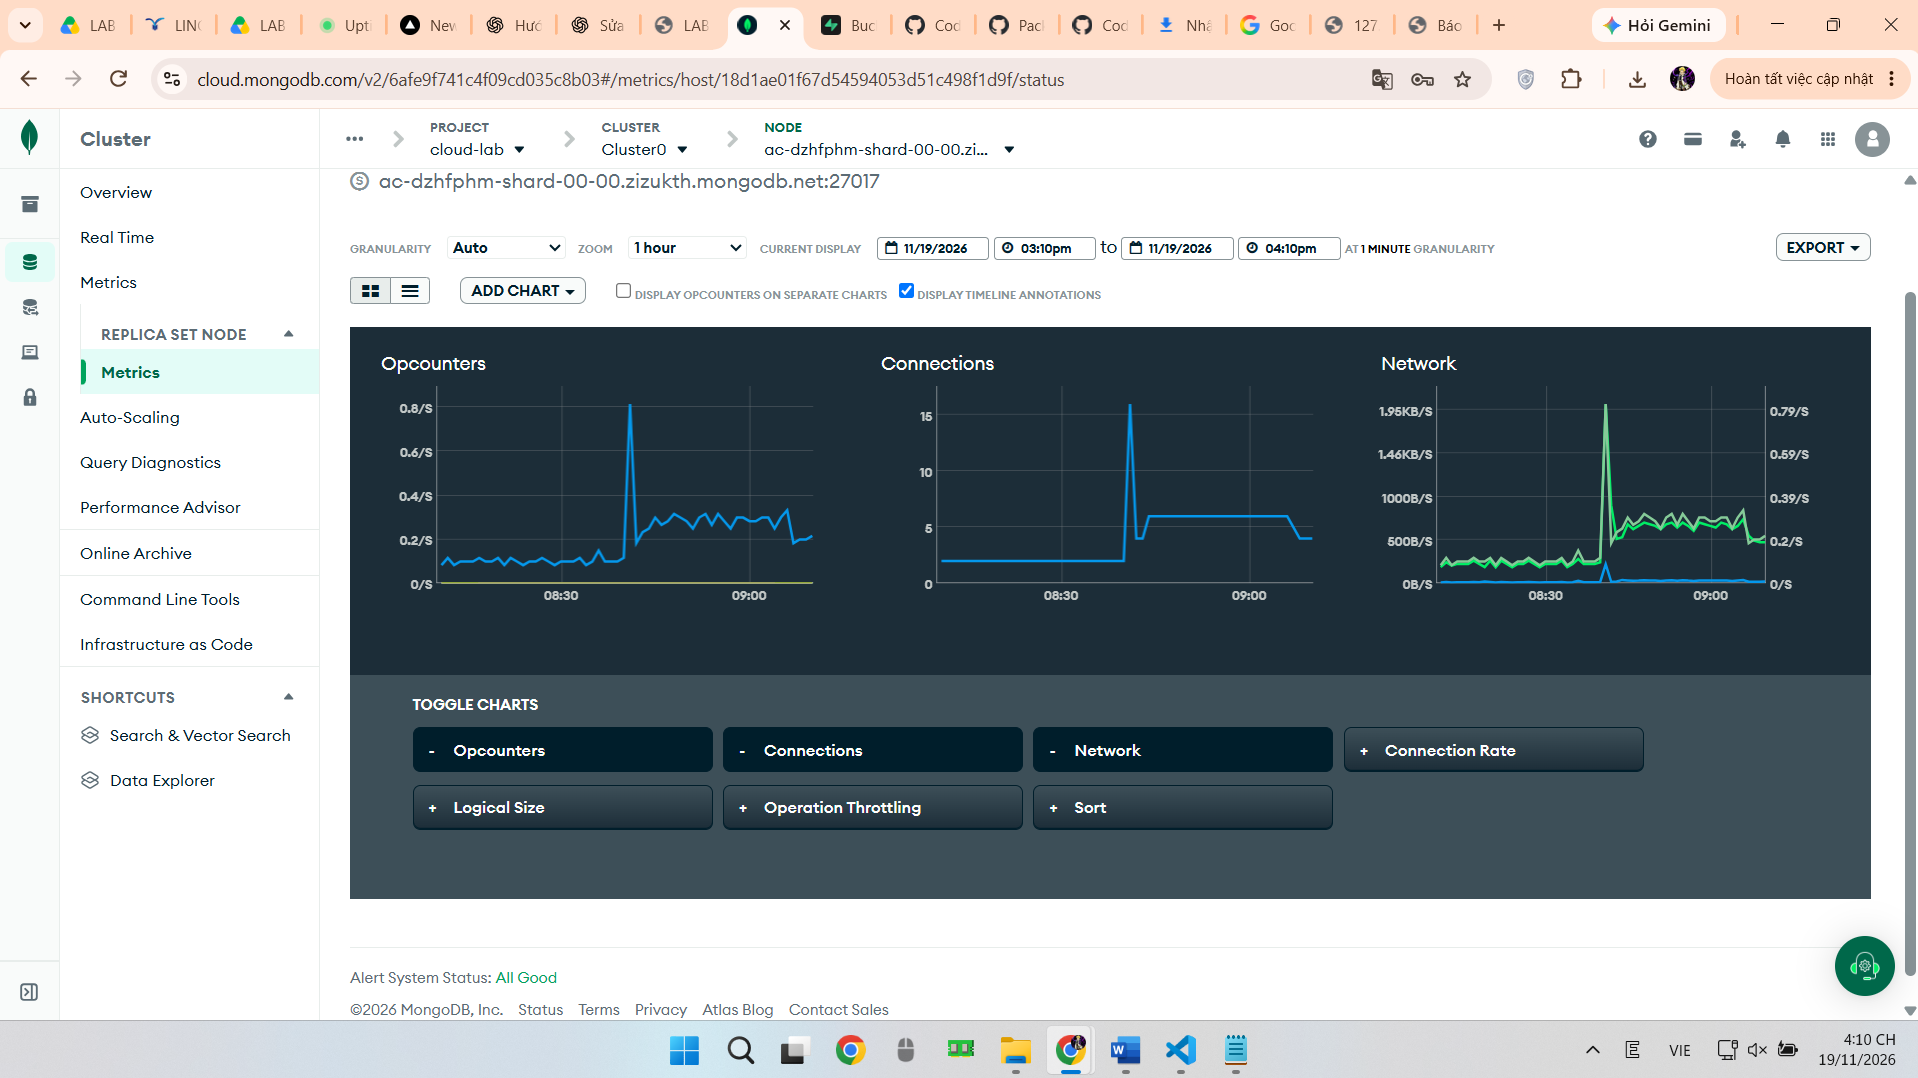 LAB
LINC
LAB
Upti
New
Hướ
Sửa
LAB
Buc
Cod
Pack
Cod
Nhậ
Goc
127
Báo
Hỏi Gemini
cloud.mongodb.com/v2/6afe9f741c4f09cd035c8b03#/metrics/host/18d1ae01f67d54594053d51c498f1d9f/status
Hoàn tất việc cập nhật
Cluster
PROJECT
cloud-lab
CLUSTER
Cluster0
NODE
ac-dzhfphm-shard-00-00.zi...
Overview
Real Time
Metrics
REPLICA SET NODE
Metrics
Auto-Scaling
Query Diagnostics
Performance Advisor
Online Archive
Command Line Tools
Infrastructure as Code
SHORTCUTS
Search & Vector Search
Data Explorer
S ac-dzhfphm-shard-00-00.zizukth.mongodb.net:27017
GRANULARITY Auto ZOOM 1 hour CURRENT DISPLAY 11/19/2026 03:10pm to 11/19/2026 04:10pm AT 1 MINUTE GRANULARITY
EXPORT
ADD CHART
DISPLAY OPCOUNTERS ON SEPARATE CHARTS
DISPLAY TIMELINE ANNOTATIONS
Opcounters
0.8/S
0.6/S
0.4/S
0.2/S
0/S
08:30 09:00
Connections
15
10
5
0
08:30 09:00
Network
1.95KB/S 0.79/S
1.46KB/S 0.59/S
1000B/S 0.39/S
500B/S 0.2/S
0B/S 0/S
08:30 09:00
TOGGLE CHARTS
- Opcounters
- Connections
- Network
+ Connection Rate
+ Logical Size
+ Operation Throttling
+ Sort
Alert System Status: All Good
©2026 MongoDB, Inc. Status Terms Privacy Atlas Blog Contact Sales
VIE
4:10 CH
19/11/2026